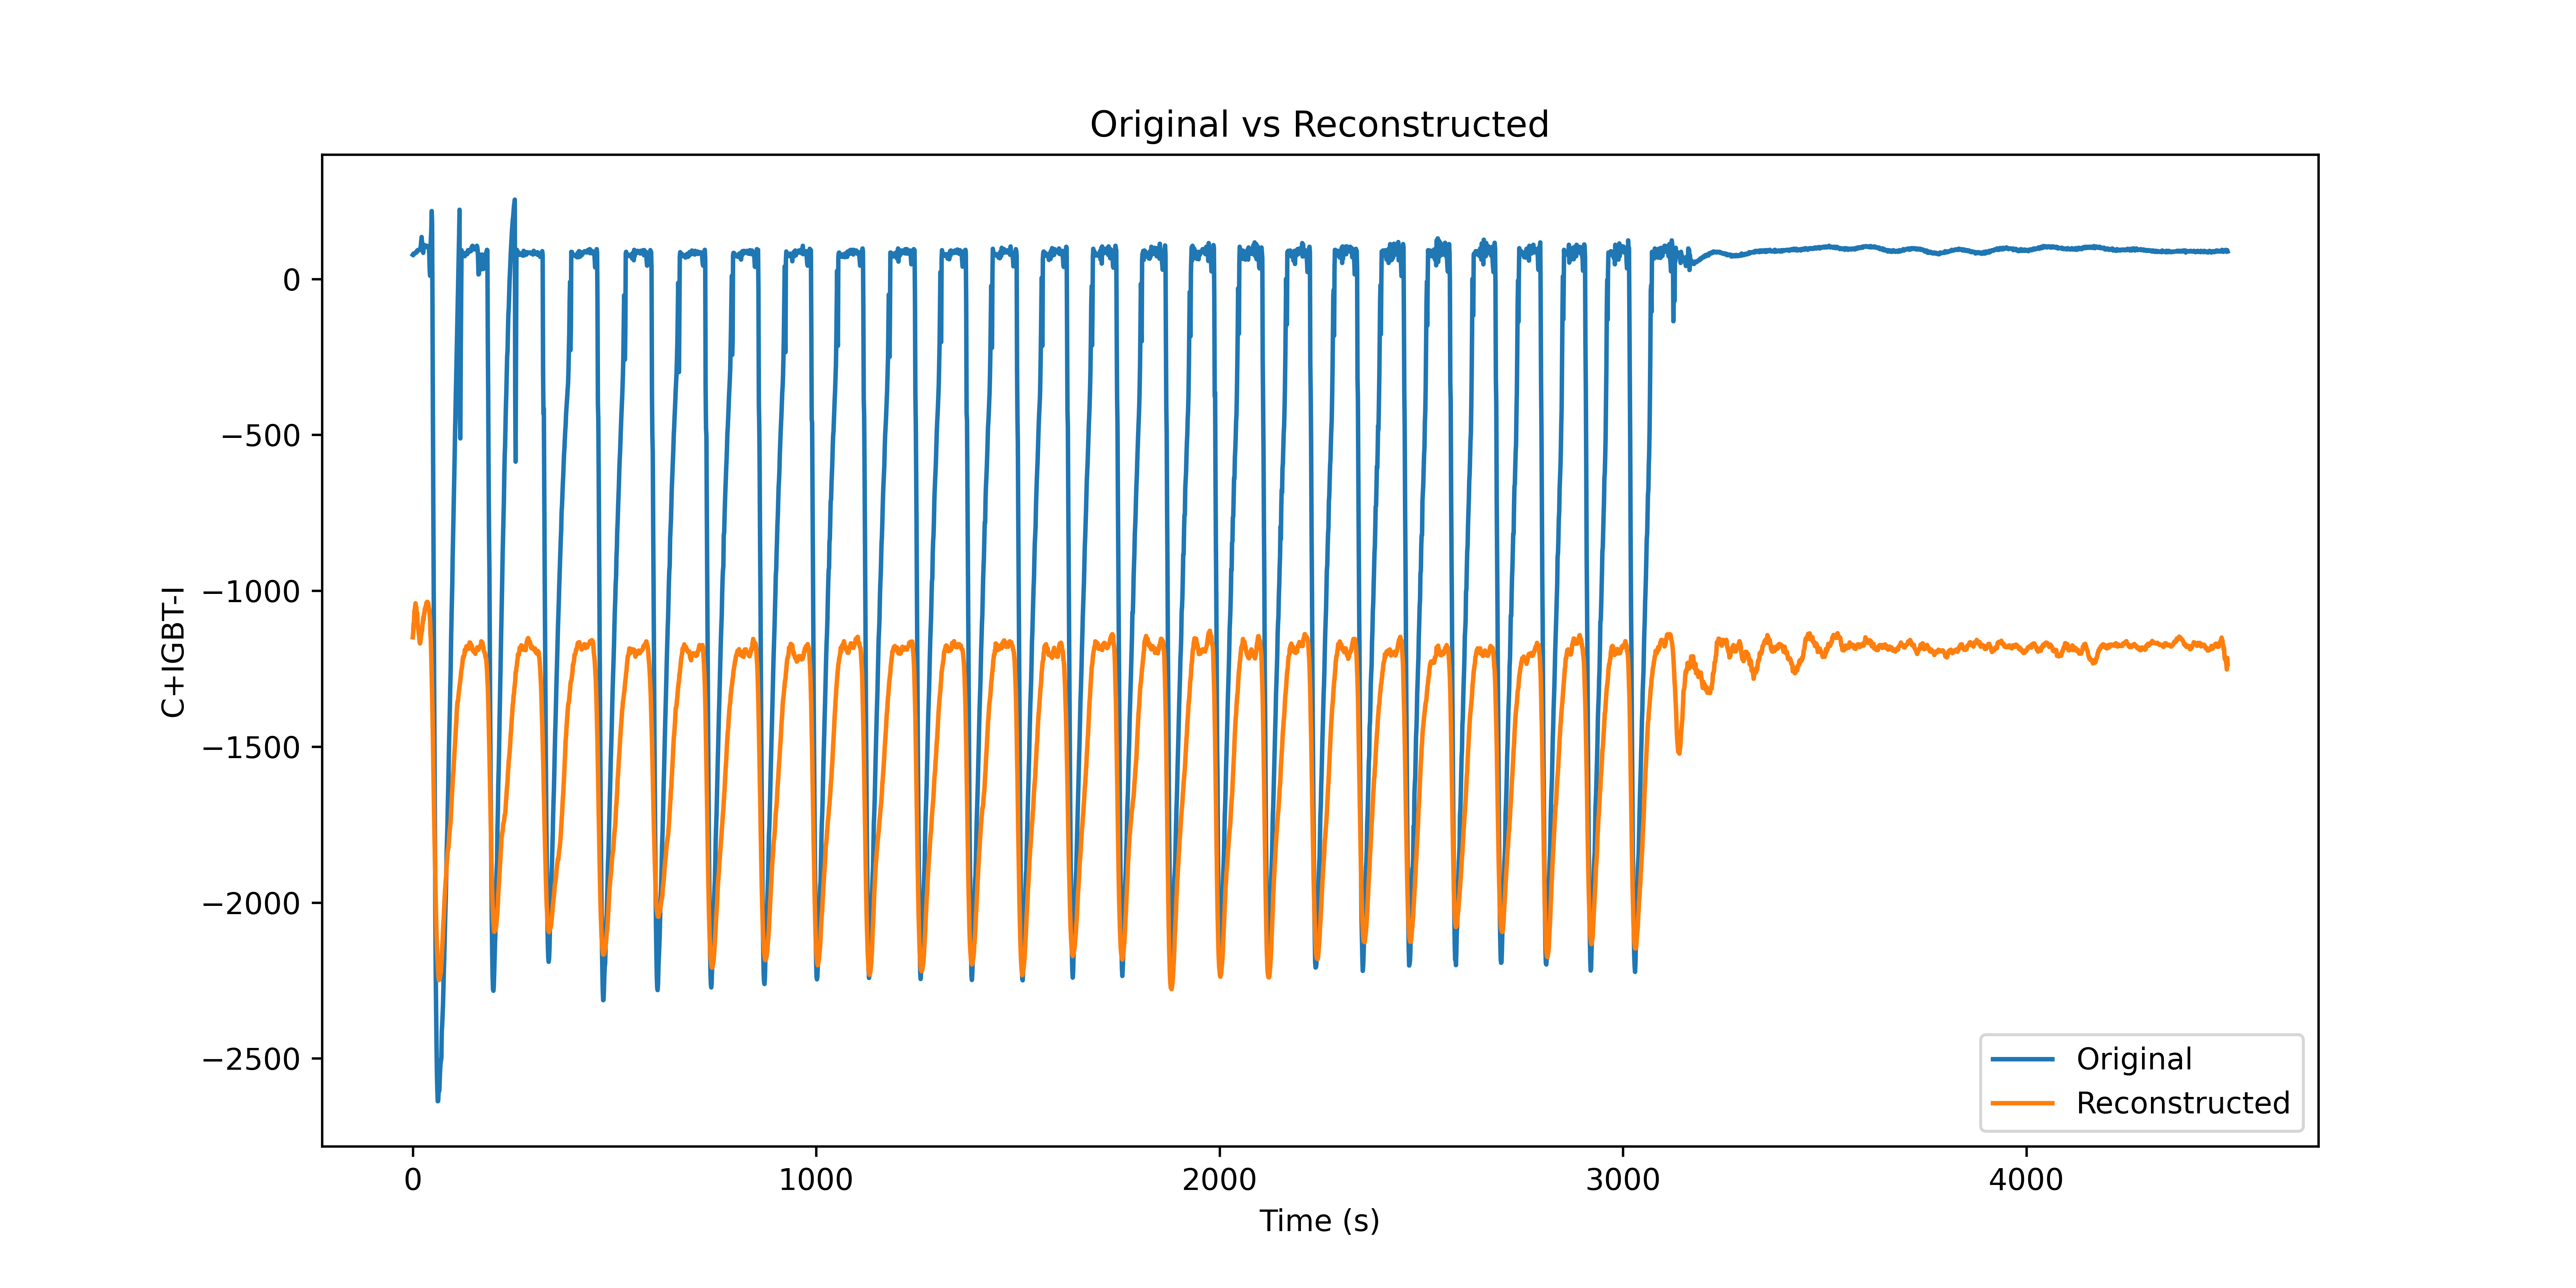 Original vs Reconstructed
C+IGBT-I
0
−500
−1000
−1500
−2000
−2500
0 1000 2000 3000 4000
Time (s)
Original
Reconstructed